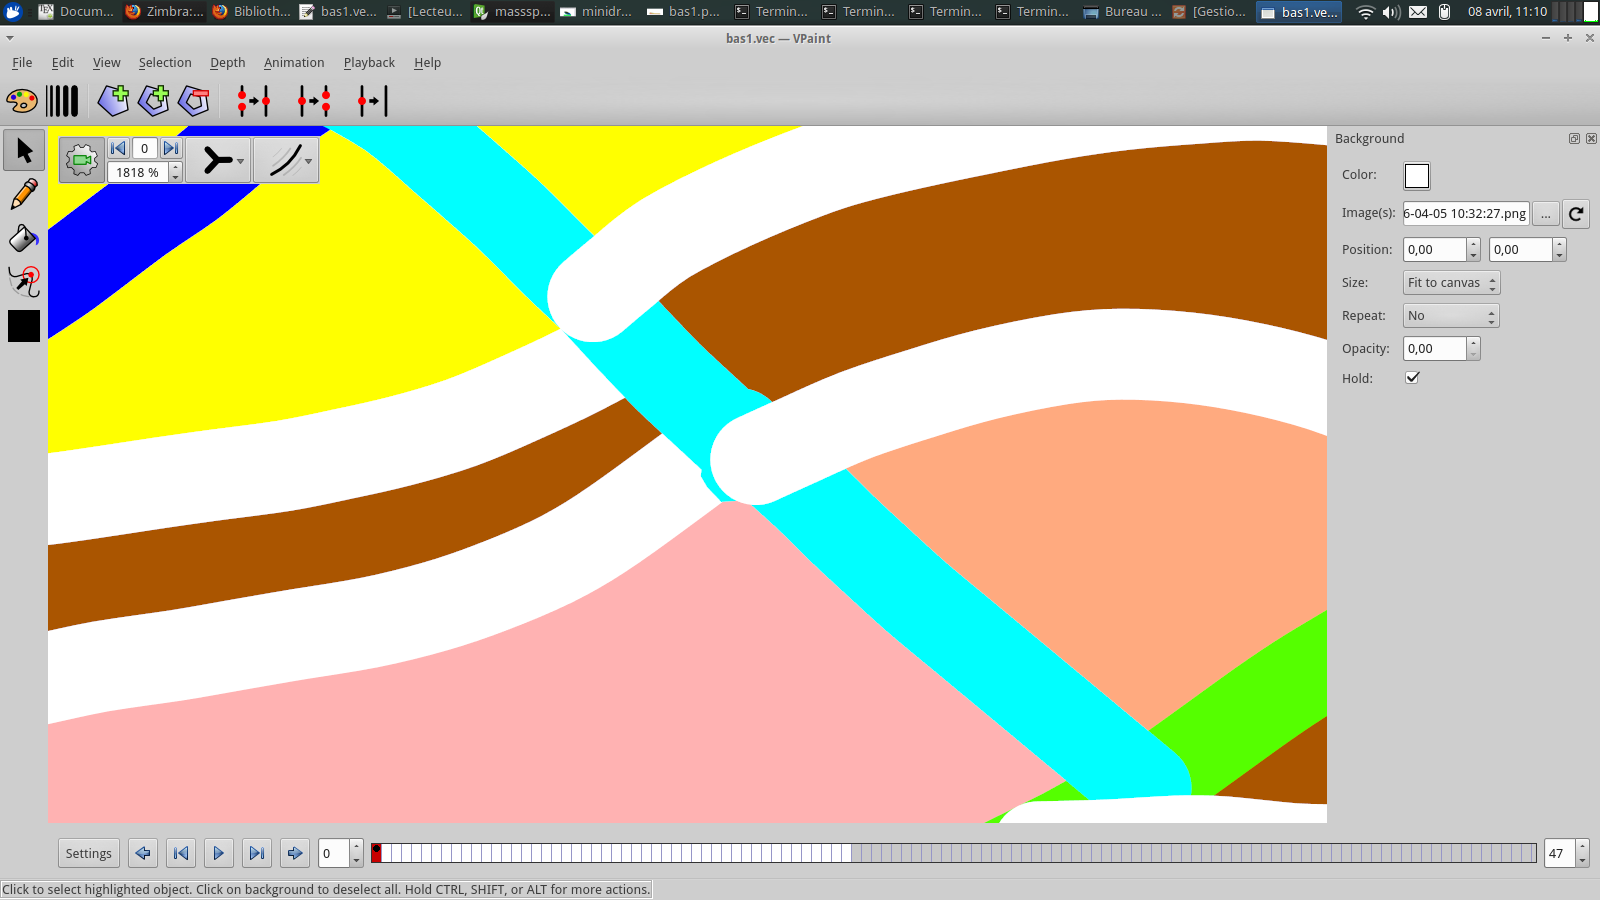 Docum... Zimbra:... Biblioth... bas1.ve... [Lecteu... masssp... minidr... bas1.p... Termin... Termin... Termin... Termin... Bureau ... [Gestio... bas1.ve... 08 avril, 11:10
bas1.vec — VPaint
File Edit View Selection Depth Animation Playback Help
0
1818 %
Background
Color:
Image(s): 6-04-05 10:32:27.png ...
Position: 0,00 0,00
Size: Fit to canvas
Repeat: No
Opacity: 0,00
Hold:
Settings 0 47
Click to select highlighted object. Click on background to deselect all. Hold CTRL, SHIFT, or ALT for more actions.